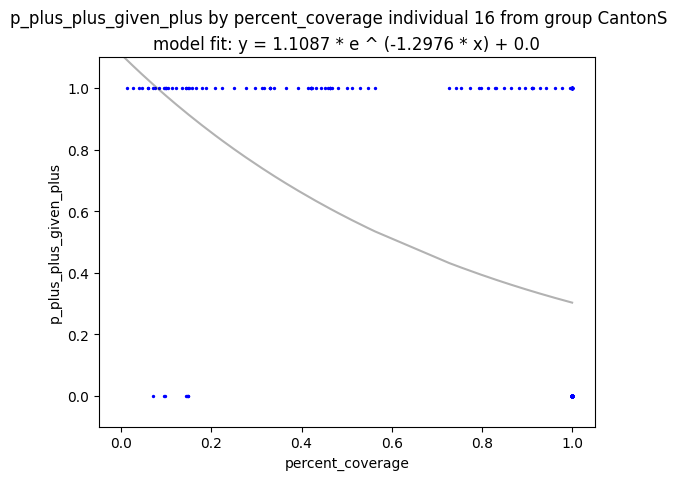 p_plus_plus_given_plus by percent_coverage individual 16 from group CantonS
model fit: y = 1.1087 * e ^ (-1.2976 * x) + 0.0
1.0
0.8
0.6
0.4
0.2
0.0
p_plus_plus_given_plus
0.0 0.2 0.4 0.6 0.8 1.0
percent_coverage